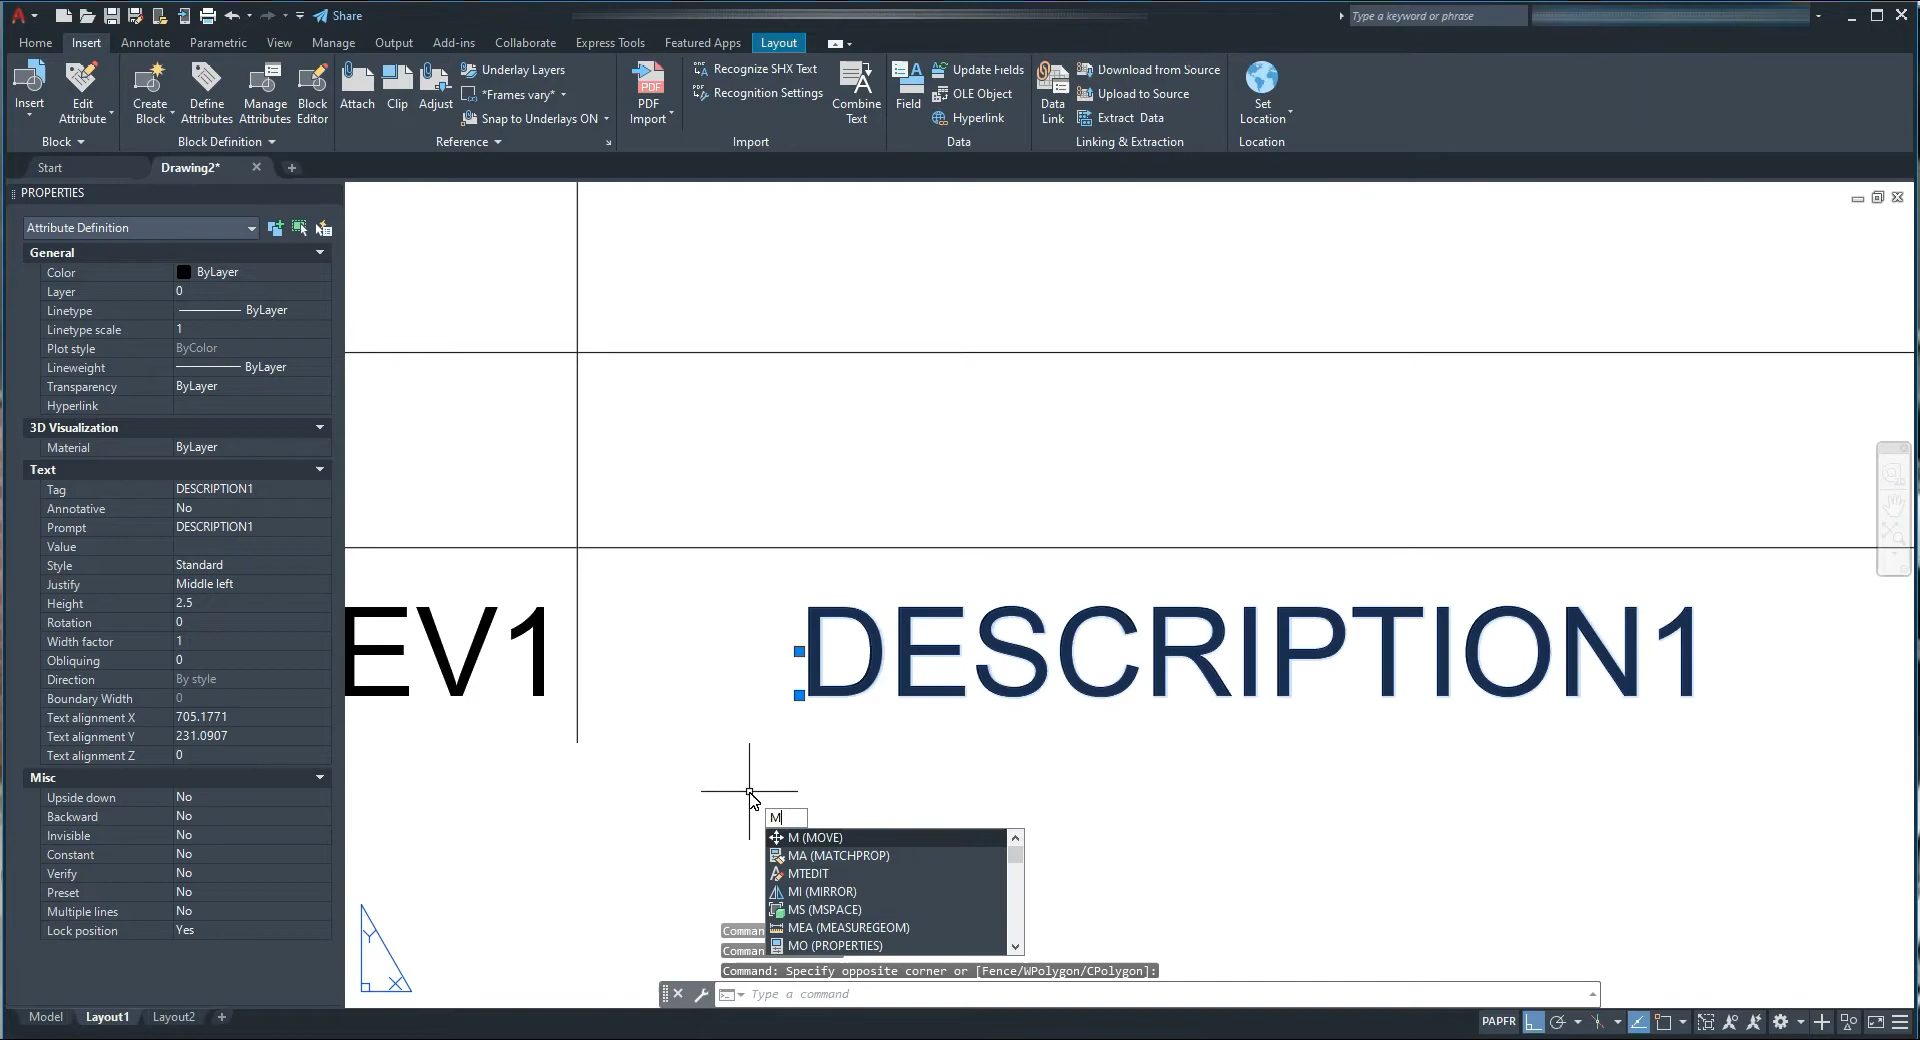 Share
Type a keyword or phrase
Home Insert Annotate Parametric View Manage Output Add-ins Collaborate Express Tools Featured Apps Layout
Insert
Edit
Attribute
Create
Block
Define
Attributes
Manage
Attributes
Block
Editor
Attach
Clip
Adjust
Underlay Layers
*Frames vary*
Snap to Underlays ON
PDF
Import
Recognize SHX Text
Recognition Settings
Combine
Text
Field
Update Fields
OLE Object
Hyperlink
Data
Link
Download from Source
Upload to Source
Extract Data
Set
Location
Block
Block Definition
Reference
Import
Data
Linking & Extraction
Location
Start
Drawing2*
PROPERTIES
Attribute Definition
General
Color ByLayer
Layer 0
Linetype ByLayer
Linetype scale 1
Plot style ByColor
Lineweight ByLayer
Transparency ByLayer
Hyperlink
3D Visualization
Material ByLayer
Text
Tag DESCRIPTION1
Annotative No
Prompt DESCRIPTION1
Value
Style Standard
Justify Middle left
Height 2.5
Rotation 0
Width factor 1
Obliquing 0
Direction By style
Boundary Width 0
Text alignment X 705.1771
Text alignment Y 231.0907
Text alignment Z 0
Misc
Upside down No
Backward No
Invisible No
Constant No
Verify No
Preset No
Multiple lines No
Lock position Yes
EV1
DESCRIPTION1
M
M (MOVE)
MA (MATCHPROP)
MTEDIT
MI (MIRROR)
MS (MSPACE)
MEA (MEASUREGEOM)
MO (PROPERTIES)
Y
X
Comman
Comman
Command: Specify opposite corner or [Fence/WPolygon/CPolygon]:
Type a command
Model Layout1 Layout2
PAPER